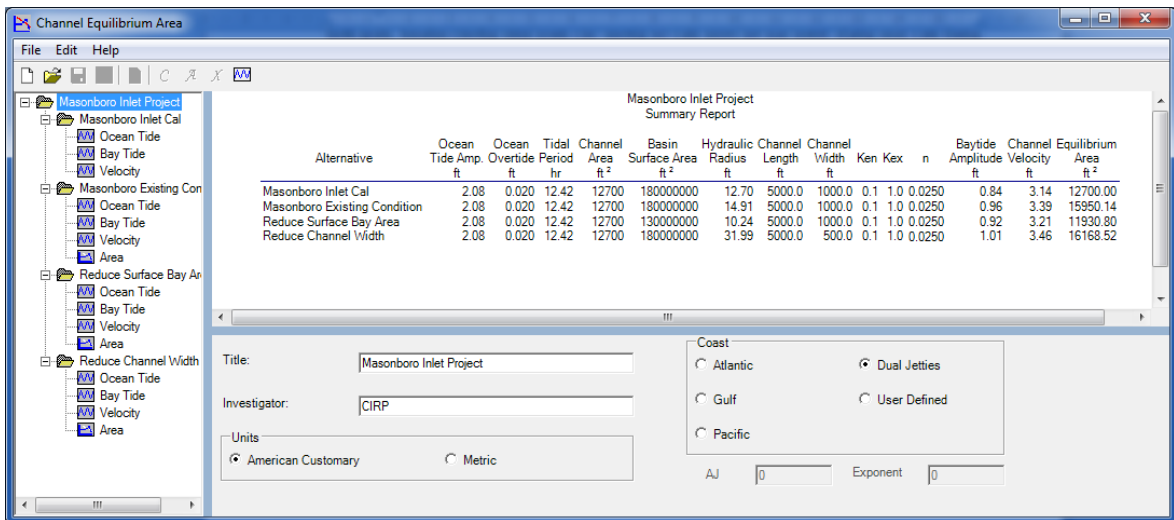 Channel Equilibrium Area
File Edit Help
C A X
Masonboro Inlet Project
Masonboro Inlet Cal
Ocean Tide
Bay Tide
Velocity
Masonboro Existing Con
Ocean Tide
Bay Tide
Velocity
Area
Reduce Surface Bay Ar
Ocean Tide
Bay Tide
Velocity
Area
Reduce Channel Width
Ocean Tide
Bay Tide
Velocity
Area
Masonboro Inlet Project
Summary Report
Ocean Ocean Tidal Channel Basin Hydraulic Channel Channel Baytide Channel Equilibrium
Alternative Tide Amp. Overtide Period Area Surface Area Radius Length Width Ken Kex n Amplitude Velocity Area
ft ft hr ft² ft² ft ft ft ft ft ft²
Masonboro Inlet Cal 2.08 0.020 12.42 12700 180000000 12.70 5000.0 1000.0 0.1 1.0 0.0250 0.84 3.14 12700.00
Masonboro Existing Condition 2.08 0.020 12.42 12700 180000000 14.91 5000.0 1000.0 0.1 1.0 0.0250 0.96 3.39 15950.14
Reduce Surface Bay Area 2.08 0.020 12.42 12700 130000000 10.24 5000.0 1000.0 0.1 1.0 0.0250 0.92 3.21 11930.80
Reduce Channel Width 2.08 0.020 12.42 12700 180000000 31.99 5000.0 500.0 0.1 1.0 0.0250 1.01 3.46 16168.52
Title: Masonboro Inlet Project
Investigator: CIRP
Units
American Customary Metric
Coast
Atlantic Dual Jetties
Gulf User Defined
Pacific
AJ 0 Exponent 0